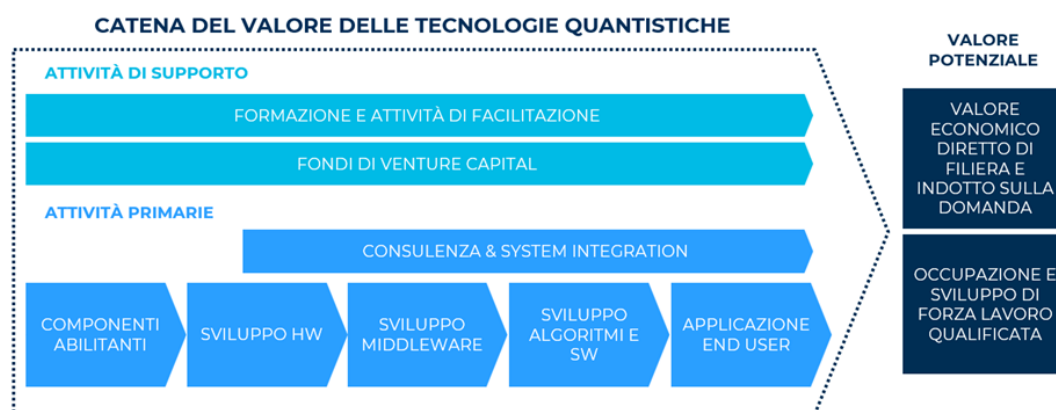 CATENA DEL VALORE DELLE TECNOLOGIE QUANTISTICHE
ATTIVITÀ DI SUPPORTO
FORMAZIONE E ATTIVITÀ DI FACILITAZIONE
FONDI DI VENTURE CAPITAL
ATTIVITÀ PRIMARIE
CONSULENZA & SYSTEM INTEGRATION
COMPONENTI
ABILITANTI
SVILUPPO HW
SVILUPPO
MIDDLEWARE
SVILUPPO
ALGORITMI E
SW
APPLICAZIONE
END USER
VALORE
POTENZIALE
VALORE
ECONOMICO
DIRETTO DI
FILIERA E
INDOTTO SULLA
DOMANDA
OCCUPAZIONE E
SVILUPPO DI
FORZA LAVORO
QUALIFICATA